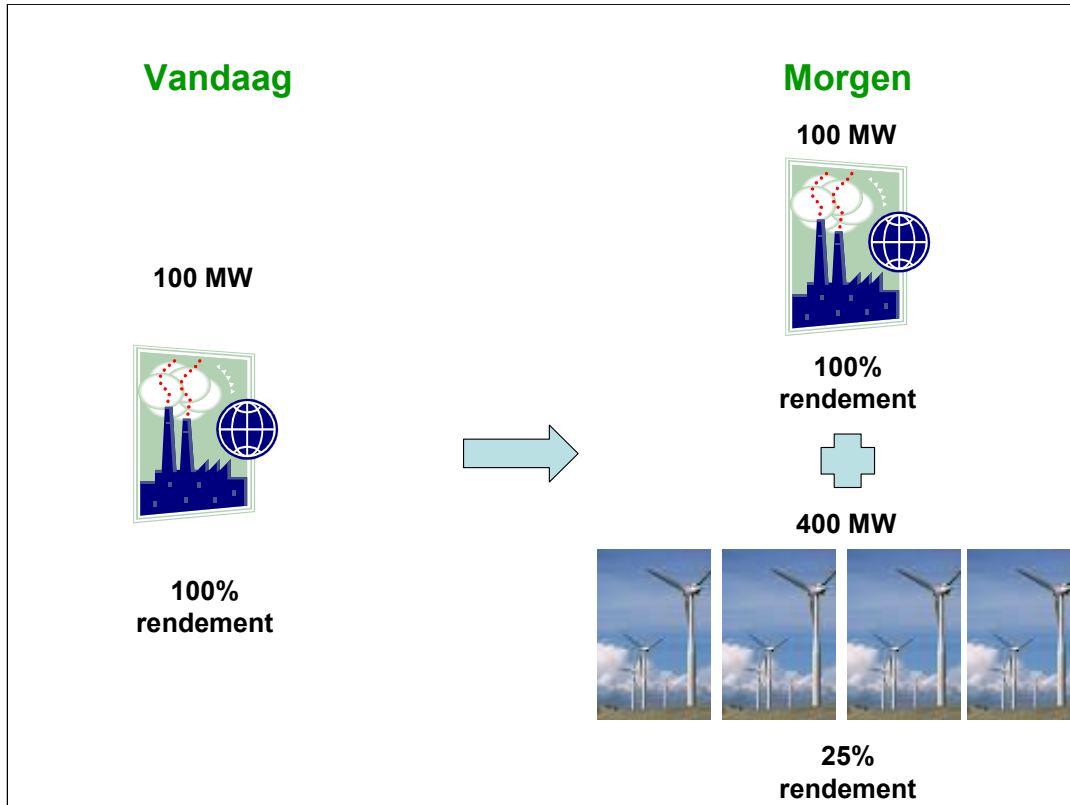 Vandaag
100 MW
100%
rendement
Morgen
100 MW
100%
rendement
400 MW
25%
rendement